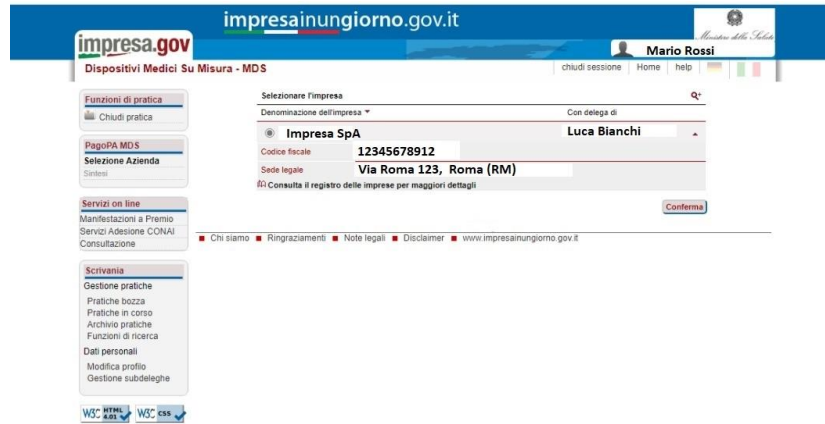 impresainungiorno.gov.it
impresa.gov
Ministero della Salute
Mario Rossi
Dispositivi Medici Su Misura - MDS
chiudi sessione Home help
Funzioni di pratica
Chiudi pratica
PagoPA MDS
Selezione Azienda
Sintesi
Servizi on line
Manifestazioni a Premio
Servizi Adesione CONAI
Consultazione
Scrivania
Gestione pratiche
Pratiche bozza
Pratiche in corso
Archivio pratiche
Funzioni di ricerca
Dati personali
Modifica profilo
Gestione subdeleghe
W3C HTML 4.01
W3C css
Selezionare l'impresa
Denominazione dell'impresa Con delega di
Impresa SpA Luca Bianchi
Codice fiscale 12345678912
Sede legale Via Roma 123, Roma (RM)
Consulta il registro delle imprese per maggiori dettagli
Conferma
Chi siamo Ringraziamenti Note legali Disclaimer www.impresainungiorno.gov.it